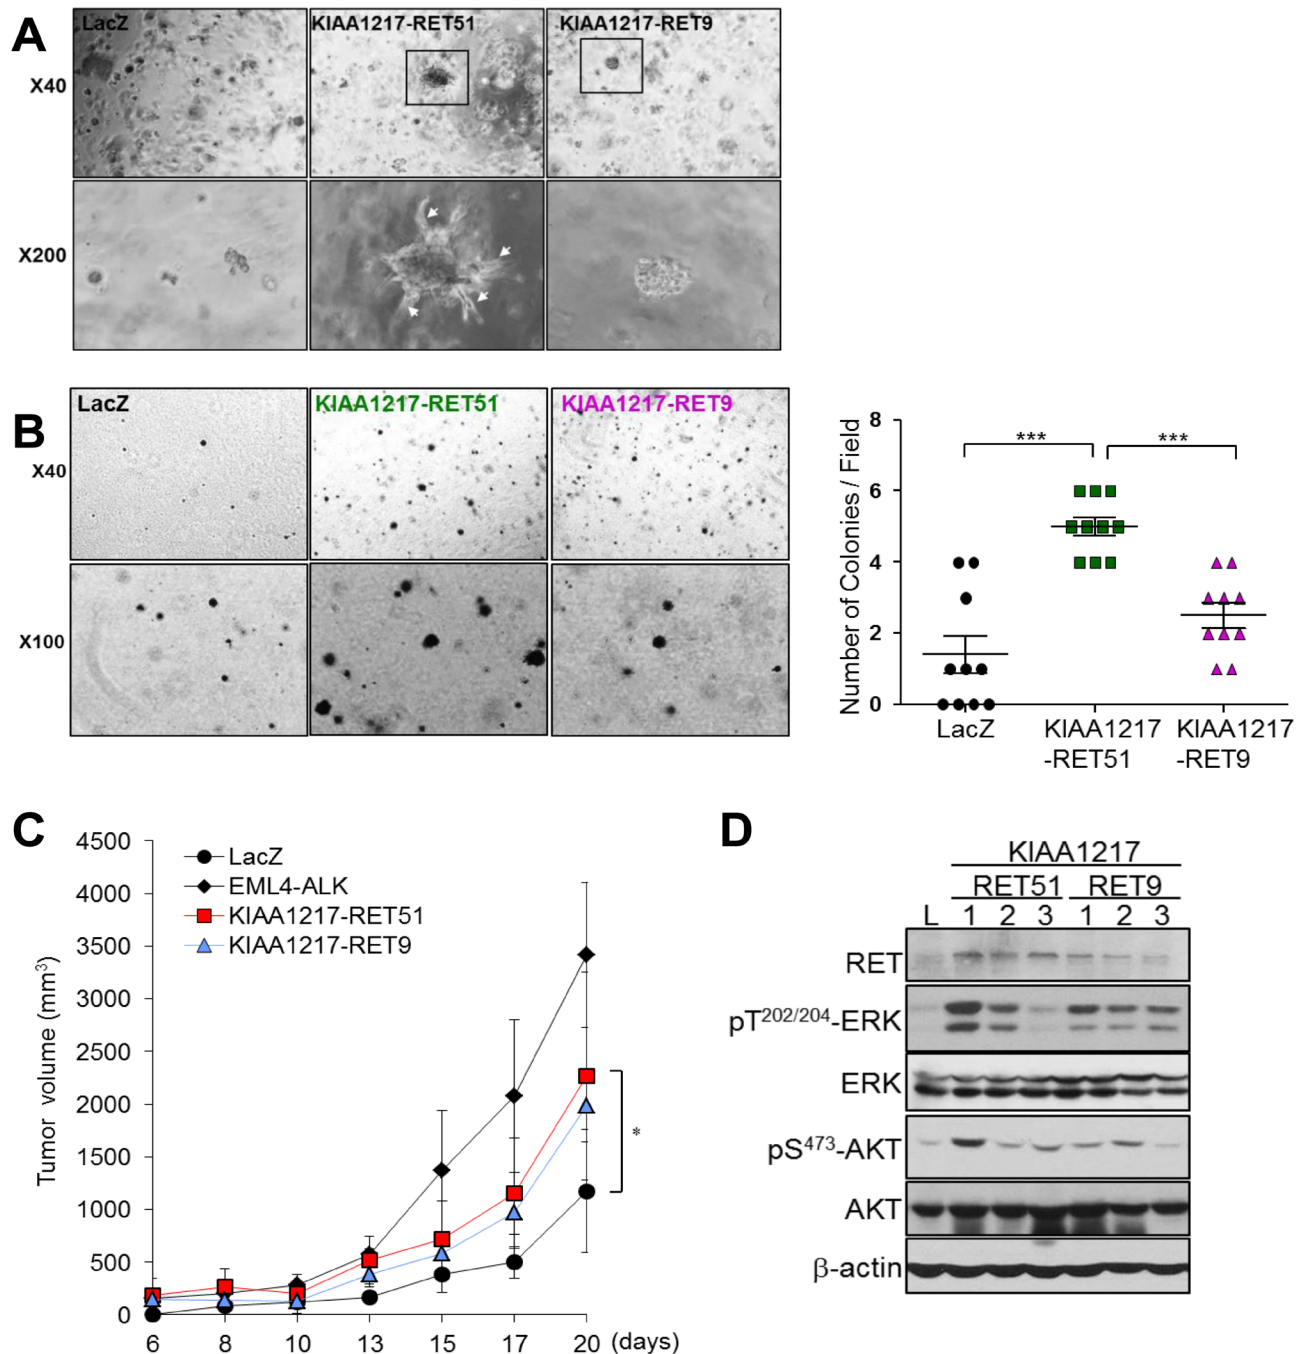 A
LacZ
KIAA1217-RET51
KIAA1217-RET9
X40
X200
B
LacZ
KIAA1217-RET51
KIAA1217-RET9
X40
X100
Number of Colonies / Field
8
6
4
2
0
***
***
LacZ
KIAA1217
-RET51
KIAA1217
-RET9
C
Tumor volume (mm³)
4500
4000
3500
3000
2500
2000
1500
1000
500
0
LacZ
EML4-ALK
KIAA1217-RET51
KIAA1217-RET9
*
6 8 10 13 15 17 20 (days)
D
KIAA1217
RET51 RET9
L 1 2 3 1 2 3
RET
pT²⁰²/²⁰⁴-ERK
ERK
pS⁴⁷³-AKT
AKT
β-actin